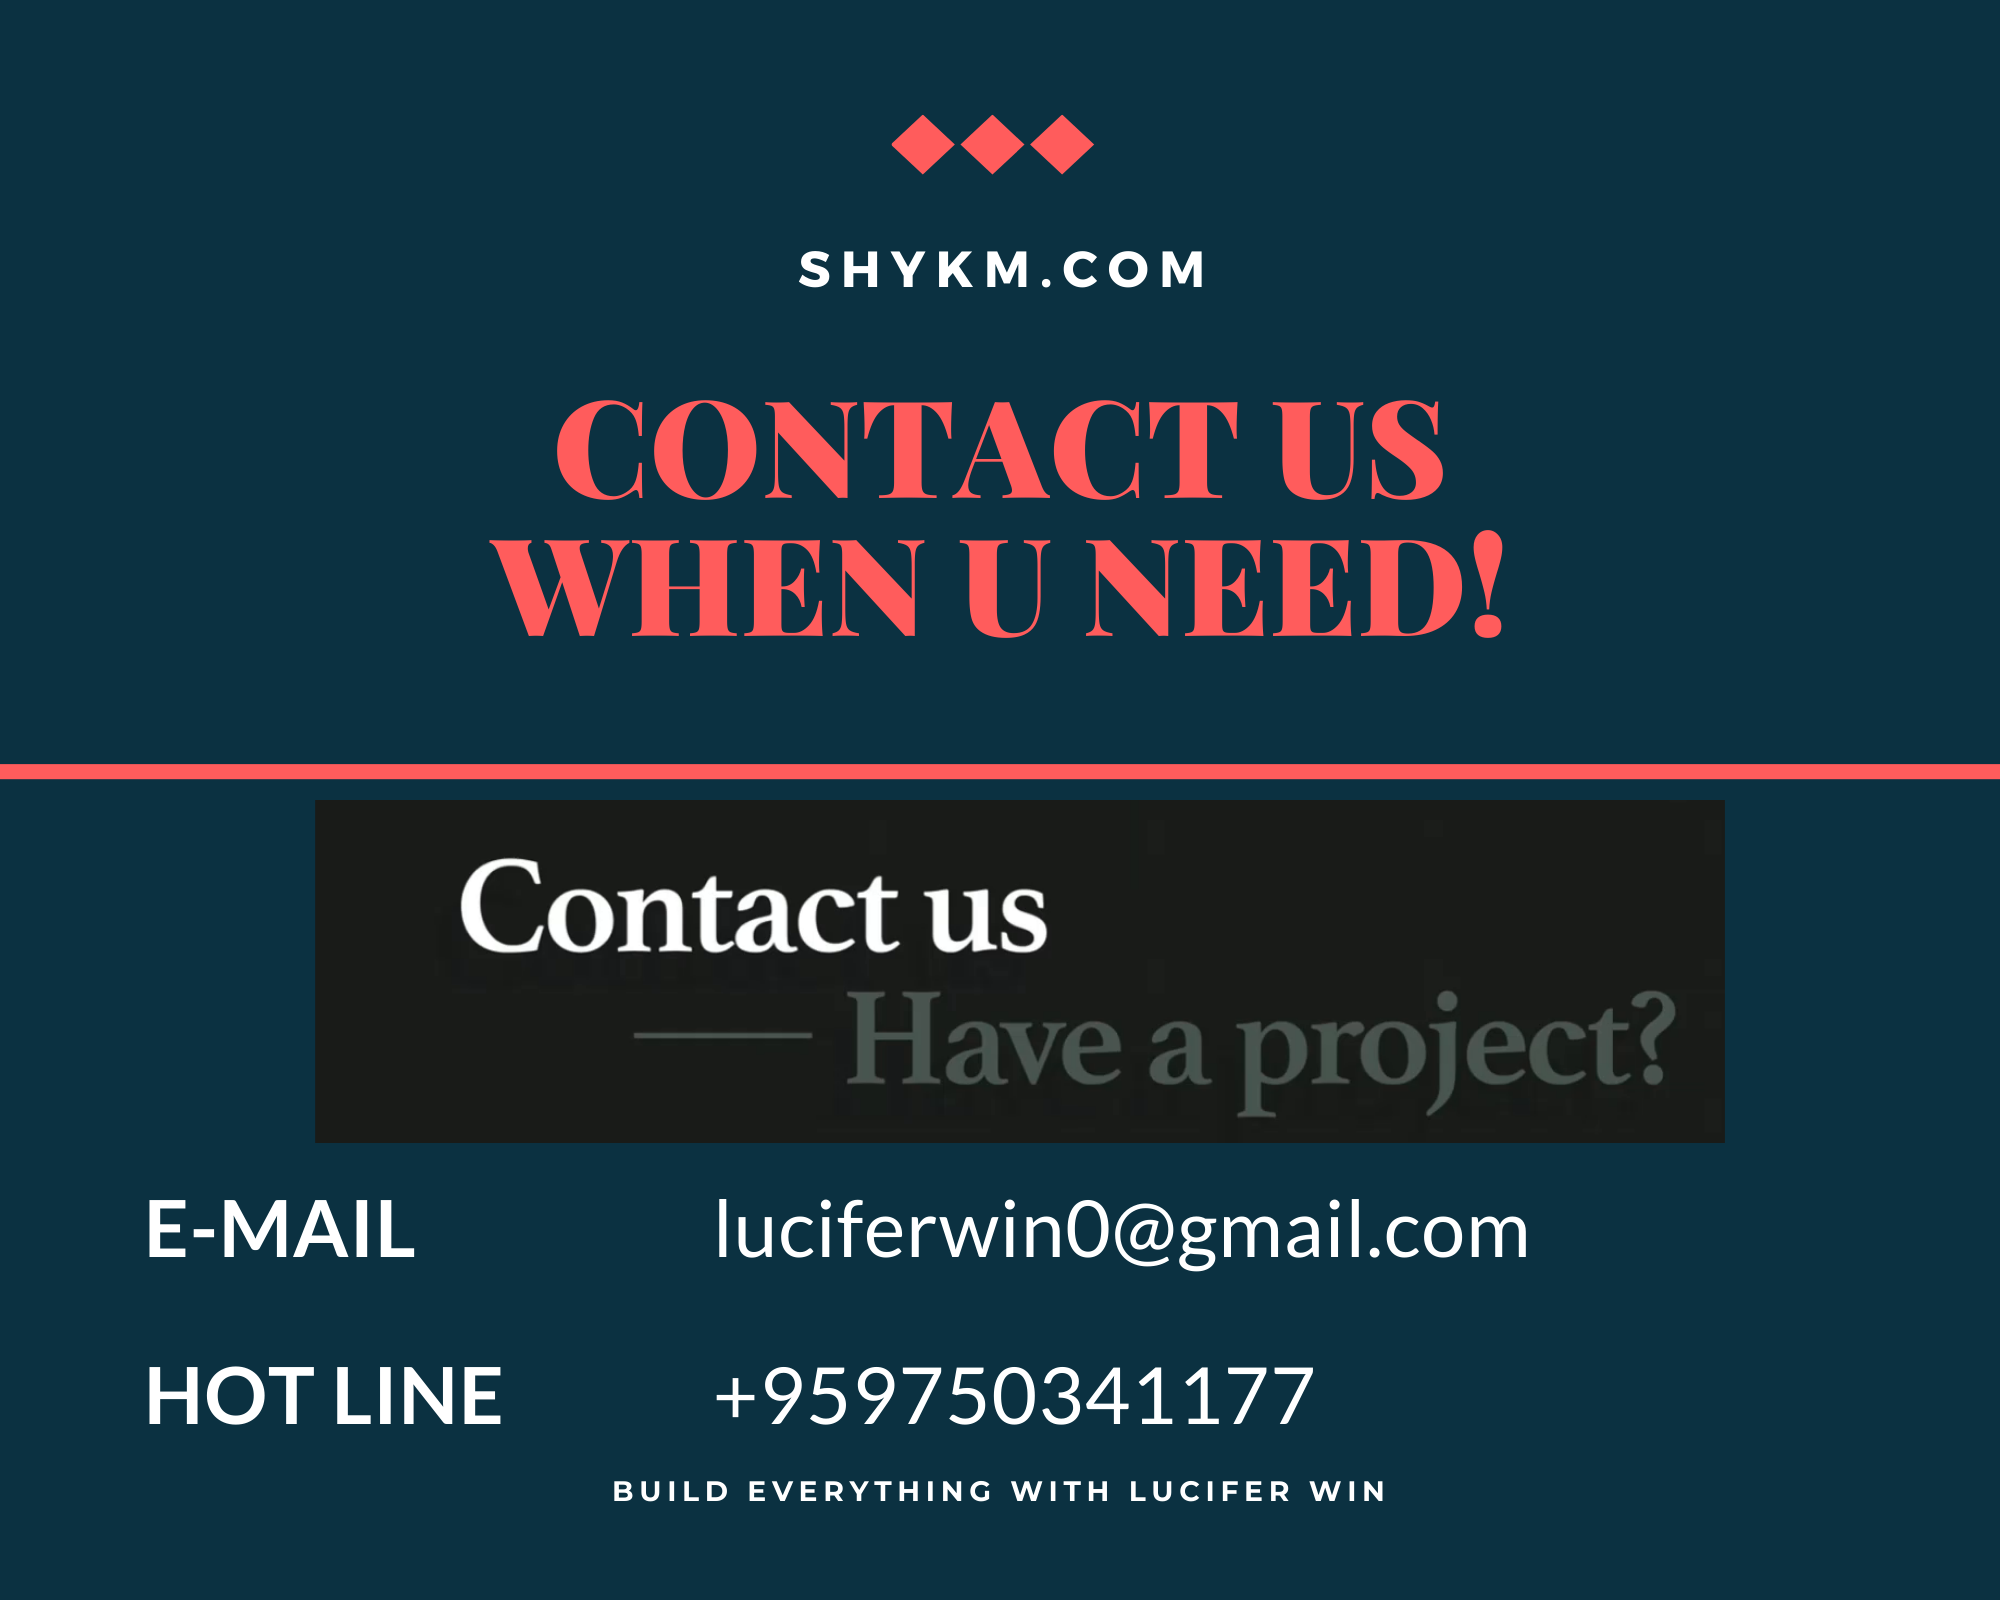 SHYKM.COM
CONTACT US
WHEN U NEED!
Contact us
— Have a project?
E-MAIL luciferwin0@gmail.com
HOT LINE +959750341177
BUILD EVERYTHING WITH LUCIFER WIN